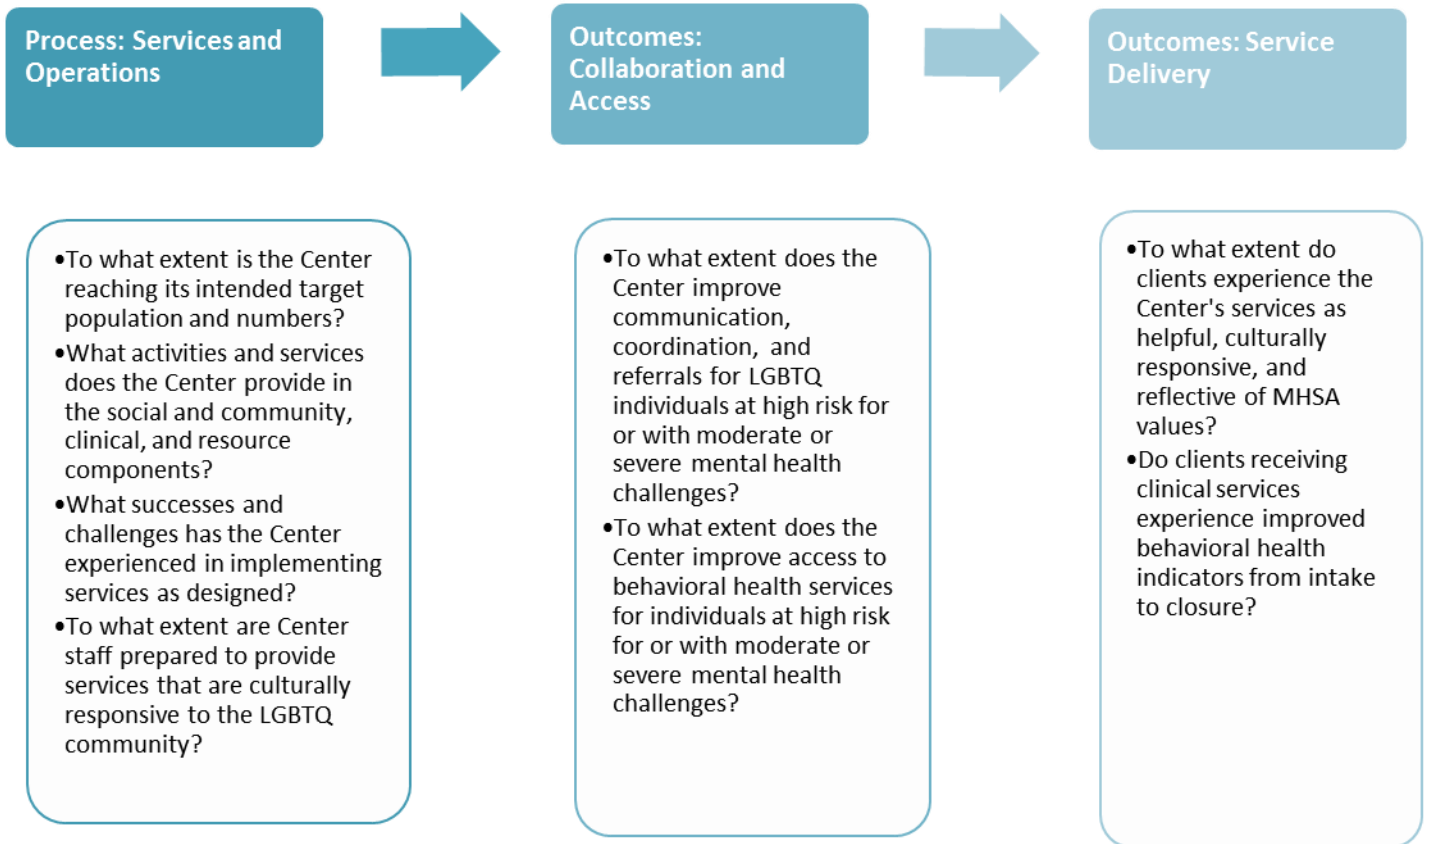 Process: Services and
Operations
Outcomes:
Collaboration and
Access
Outcomes: Service
Delivery
•To what extent is the Center
reaching its intended target
population and numbers?
•What activities and services
does the Center provide in
the social and community,
clinical, and resource
components?
•What successes and
challenges has the Center
experienced in implementing
services as designed?
•To what extent are Center
staff prepared to provide
services that are culturally
responsive to the LGBTQ
community?
•To what extent does the
Center improve
communication,
coordination, and
referrals for LGBTQ
individuals at high risk for
or with moderate or
severe mental health
challenges?
•To what extent does the
Center improve access to
behavioral health services
for individuals at high risk
for or with moderate or
severe mental health
challenges?
•To what extent do
clients experience the
Center's services as
helpful, culturally
responsive, and
reflective of MHSA
values?
•Do clients receiving
clinical services
experience improved
behavioral health
indicators from intake
to closure?